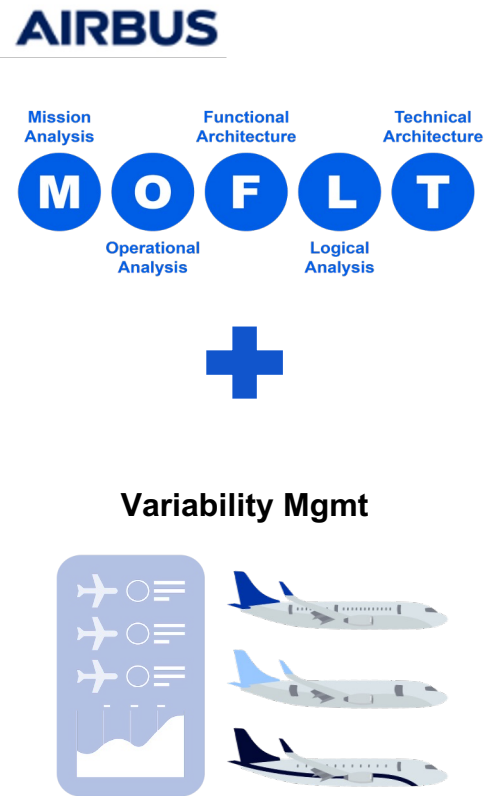 AIRBUS
Mission
Analysis
Functional
Architecture
Technical
Architecture
M O F L T
Operational
Analysis
Logical
Analysis
Variability Mgmt